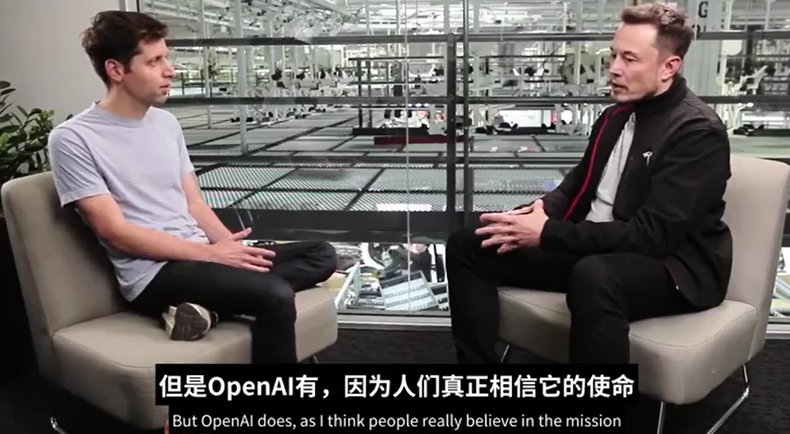 但是OpenAI有，因为人们真正相信它的使命
But OpenAI does, as I think people really believe in the mission